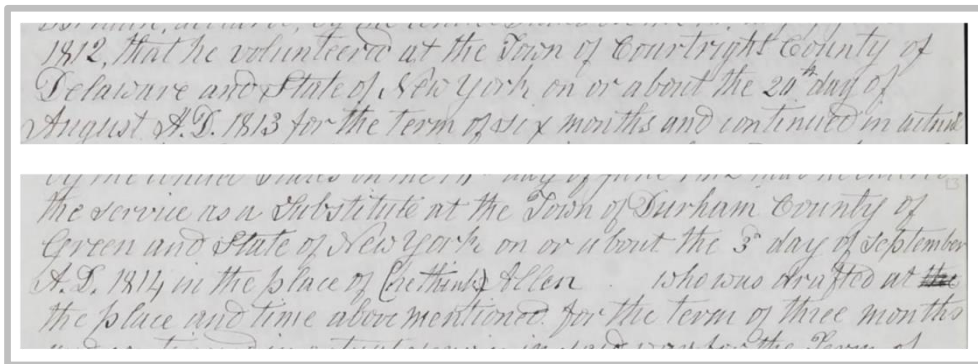 1812, that he volunteered at the Town of Courtright County of
Delaware and State of New York on or about the 20th day of
August A.D. 1813 for the term of six months and continued in actual
the service as a Substitute at the Town of Durham County of
Green and State of New York on or about the 3d day of September
A.D. 1814 in the place of (he thinks) Allen who was drafted at the
the place and time above mentioned for the term of three months